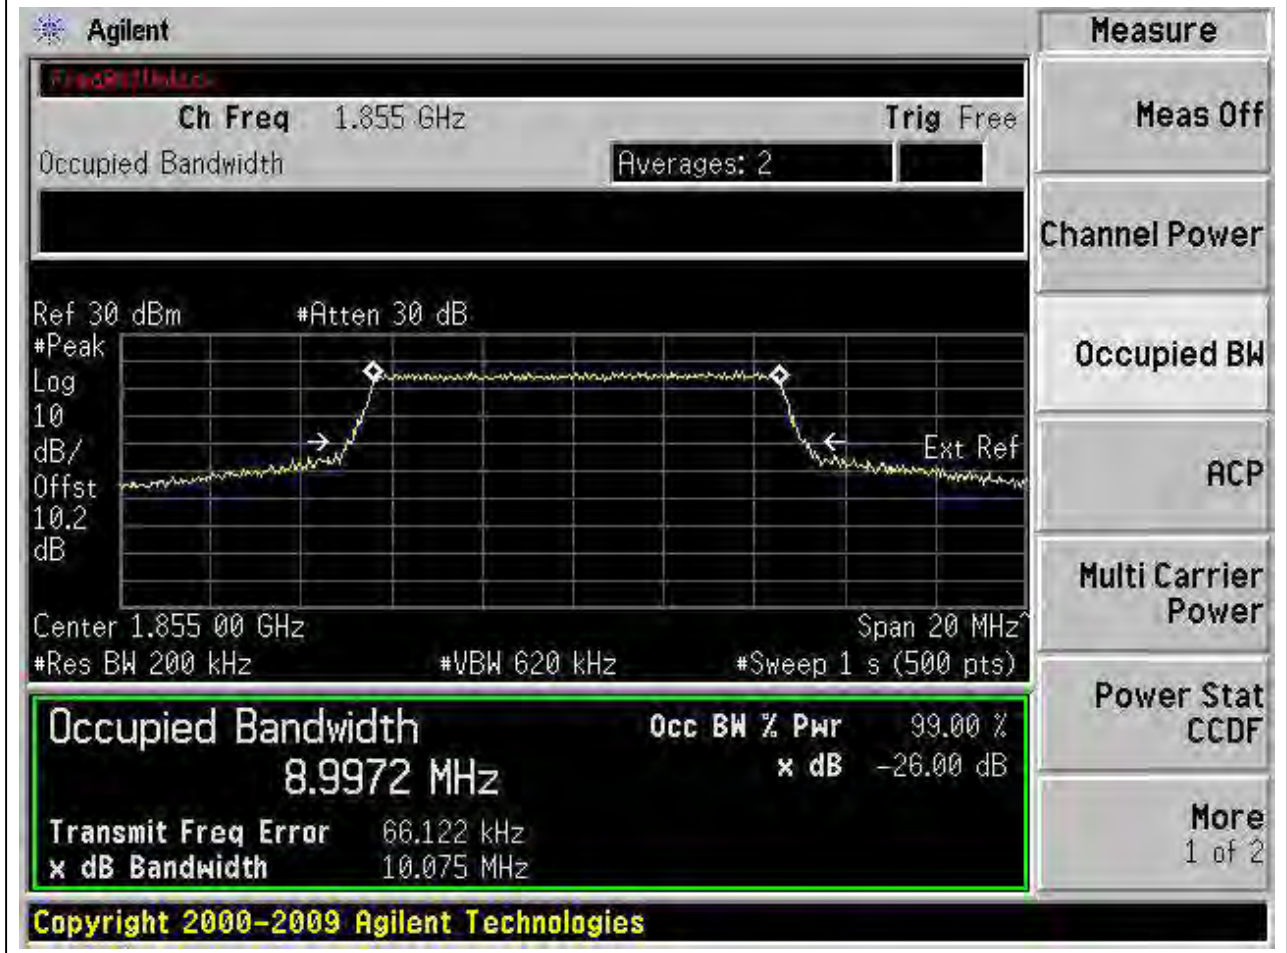 Agilent
Measure
Ch Freq 1.855 GHz Trig Free
Occupied Bandwidth Averages: 2
Meas Off
Channel Power
Occupied BW
ACP
Multi Carrier
Power
Power Stat
CCDF
More
1 of 2
Ref 30 dBm #Atten 30 dB
#Peak
Log
10
dB/
Offst
10.2
dB
Ext Ref
Center 1.855 00 GHz Span 20 MHz^
#Res BW 200 kHz #VBW 620 kHz #Sweep 1 s (500 pts)
Occupied Bandwidth Occ BW % Pwr 99.00 %
8.9972 MHz x dB -26.00 dB
Transmit Freq Error 66.122 kHz
x dB Bandwidth 10.075 MHz
Copyright 2000-2009 Agilent Technologies